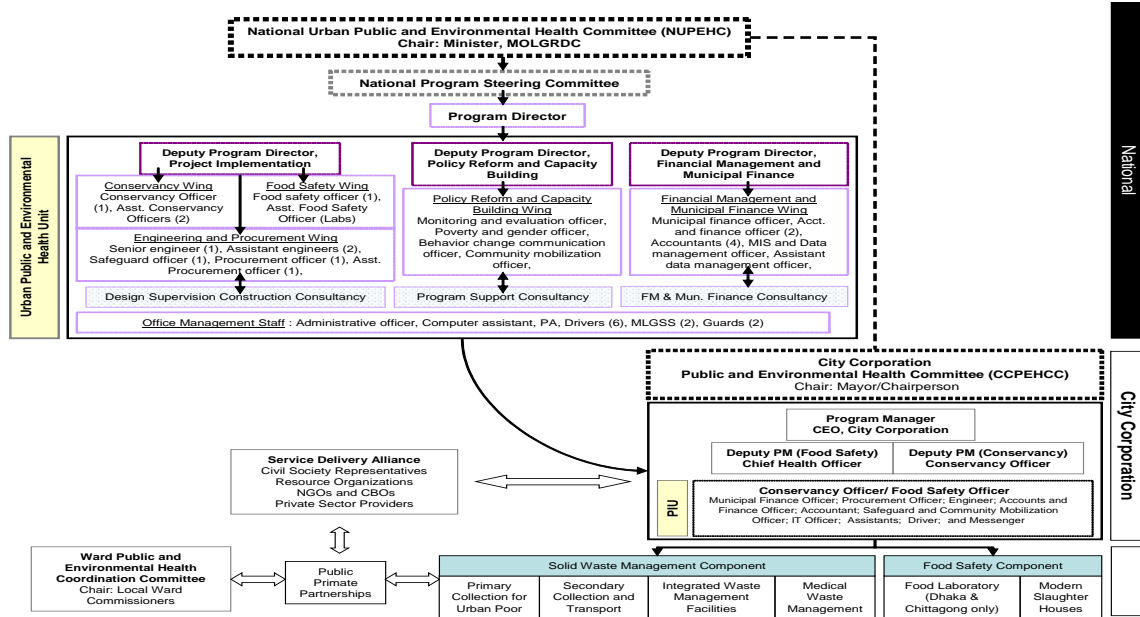 National Urban Public and Environmental Health Committee (NUPEHC)
Chair: Minister, MOLGRDC
National Program Steering Committee
Program Director
National
Urban Public and Environmental
Health Unit
Deputy Program Director,
Project Implementation
Deputy Program Director,
Policy Reform and Capacity
Building
Deputy Program Director,
Financial Management and
Municipal Finance
Conservancy Wing
Conservancy Officer
(1), Asst. Conservancy
Officers (2)
Food Safety Wing
Food safety officer (1),
Asst. Food Safety
Officer (Labs)
Engineering and Procurement Wing
Senior engineer (1), Assistant engineers (2),
Safeguard officer (1), Procurement officer (1), Asst.
Procurement officer (1),
Policy Reform and Capacity
Building Wing
Monitoring and evaluation officer,
Poverty and gender officer,
Behavior change communication
officer, Community mobilization
officer,
Financial Management and
Municipal Finance Wing
Municipal finance officer, Acct.
and finance officer (2),
Accountants (4), MIS and Data
management officer, Assistant
data management officer,
Design Supervision Construction Consultancy
Program Support Consultancy
FM & Mun. Finance Consultancy
Office Management Staff : Administrative officer, Computer assistant, PA, Drivers (6), MLGSS (2), Guards (2)
City Corporation
Public and Environmental Health Committee (CCPEHCC)
Chair: Mayor/Chairperson
City Corporation
Program Manager
CEO, City Corporation
Deputy PM (Food Safety)
Chief Health Officer
Deputy PM (Conservancy)
Conservancy Officer
PIU
Conservancy Officer/ Food Safety Officer
Municipal Finance Officer; Procurement Officer; Engineer; Accounts and
Finance Officer; Accountant; Safeguard and Community Mobilization
Officer; IT Officer; Assistants; Driver; and Messenger
Service Delivery Alliance
Civil Society Representatives
Resource Organizations
NGOs and CBOs
Private Sector Providers
Ward Public and
Environmental Health
Coordination Committee
Chair: Local Ward
Commissioners
Public
Private
Partnerships
Solid Waste Management Component
Food Safety Component
Primary
Collection for
Urban Poor
Secondary
Collection and
Transport
Integrated Waste
Management
Facilities
Medical
Waste
Management
Food Laboratory
(Dhaka &
Chittagong only)
Modern
Slaughter
Houses